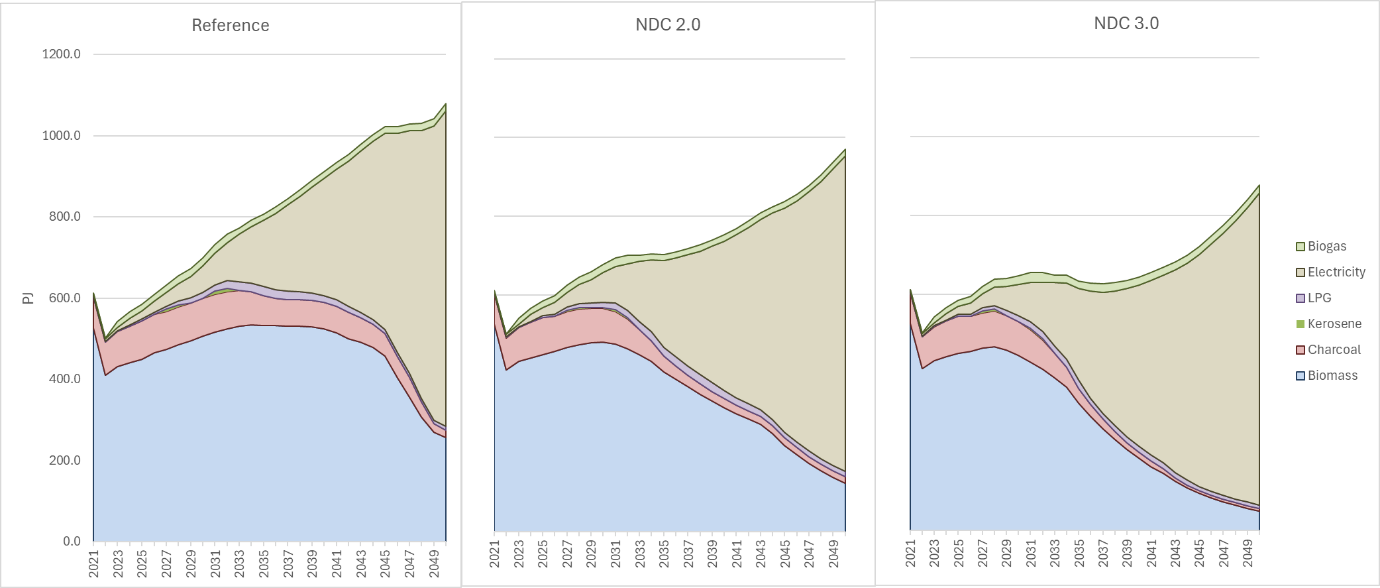 Reference
NDC 2.0
NDC 3.0
1200.0
1000.0
800.0
600.0
400.0
200.0
0.0
PJ
2021 2023 2025 2027 2029 2031 2033 2035 2037 2039 2041 2043 2045 2047 2049
2021 2023 2025 2027 2029 2031 2033 2035 2037 2039 2041 2043 2045 2047 2049
2021 2023 2025 2027 2029 2031 2033 2035 2037 2039 2041 2043 2045 2047 2049
Biogas
Electricity
LPG
Kerosene
Charcoal
Biomass